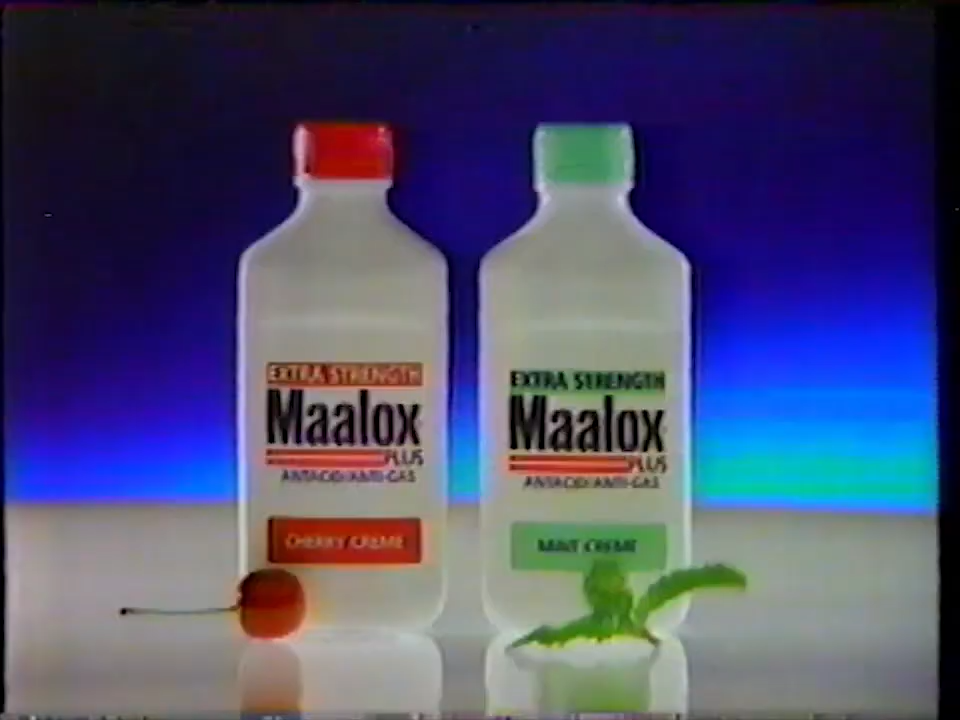 EXTRA STRENGTH
Maalox
PLUS
ANTACID/ANTI-GAS
CHERRY CREME
EXTRA STRENGTH
Maalox
PLUS
ANTACID/ANTI-GAS
MINT CREME